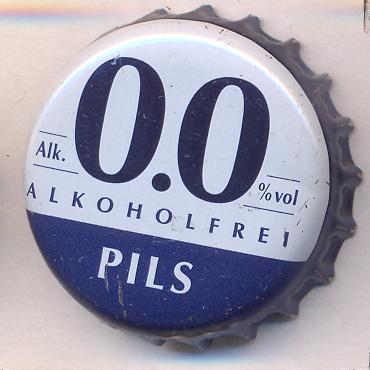 Alk. 0.0 % vol
ALKOHOLFREI
PILS